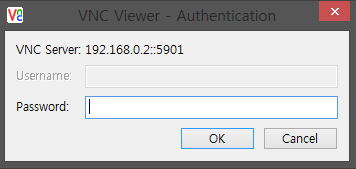 VNC Viewer - Authentication
VNC Server: 192.168.0.2::5901
Username:
Password:
OK Cancel